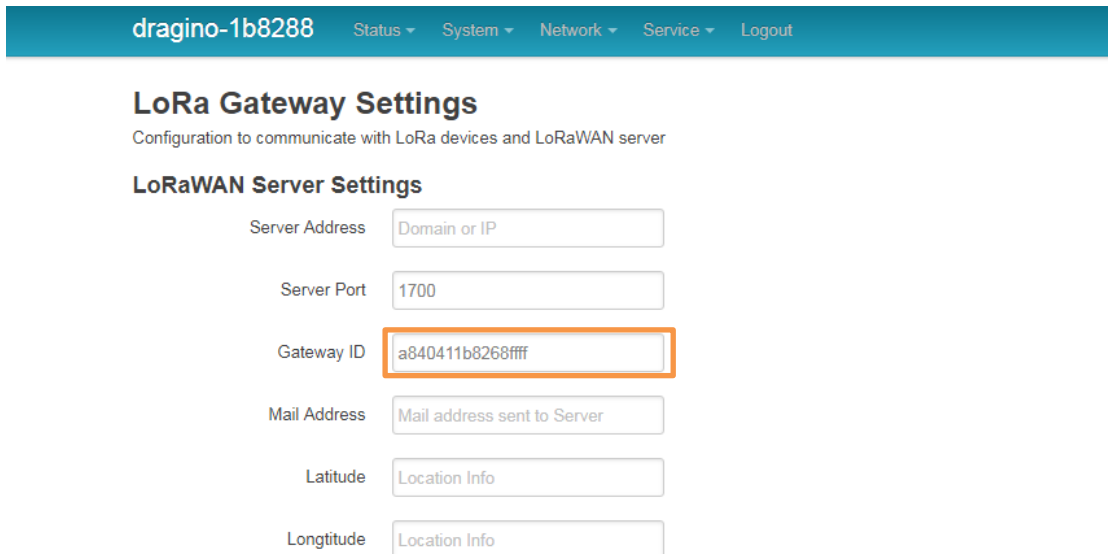 dragino-1b8288 Status System Network Service Logout
LoRa Gateway Settings
Configuration to communicate with LoRa devices and LoRaWAN server
LoRaWAN Server Settings
Server Address Domain or IP
Server Port 1700
Gateway ID a840411b8268ffff
Mail Address Mail address sent to Server
Latitude Location Info
Longtitude Location Info